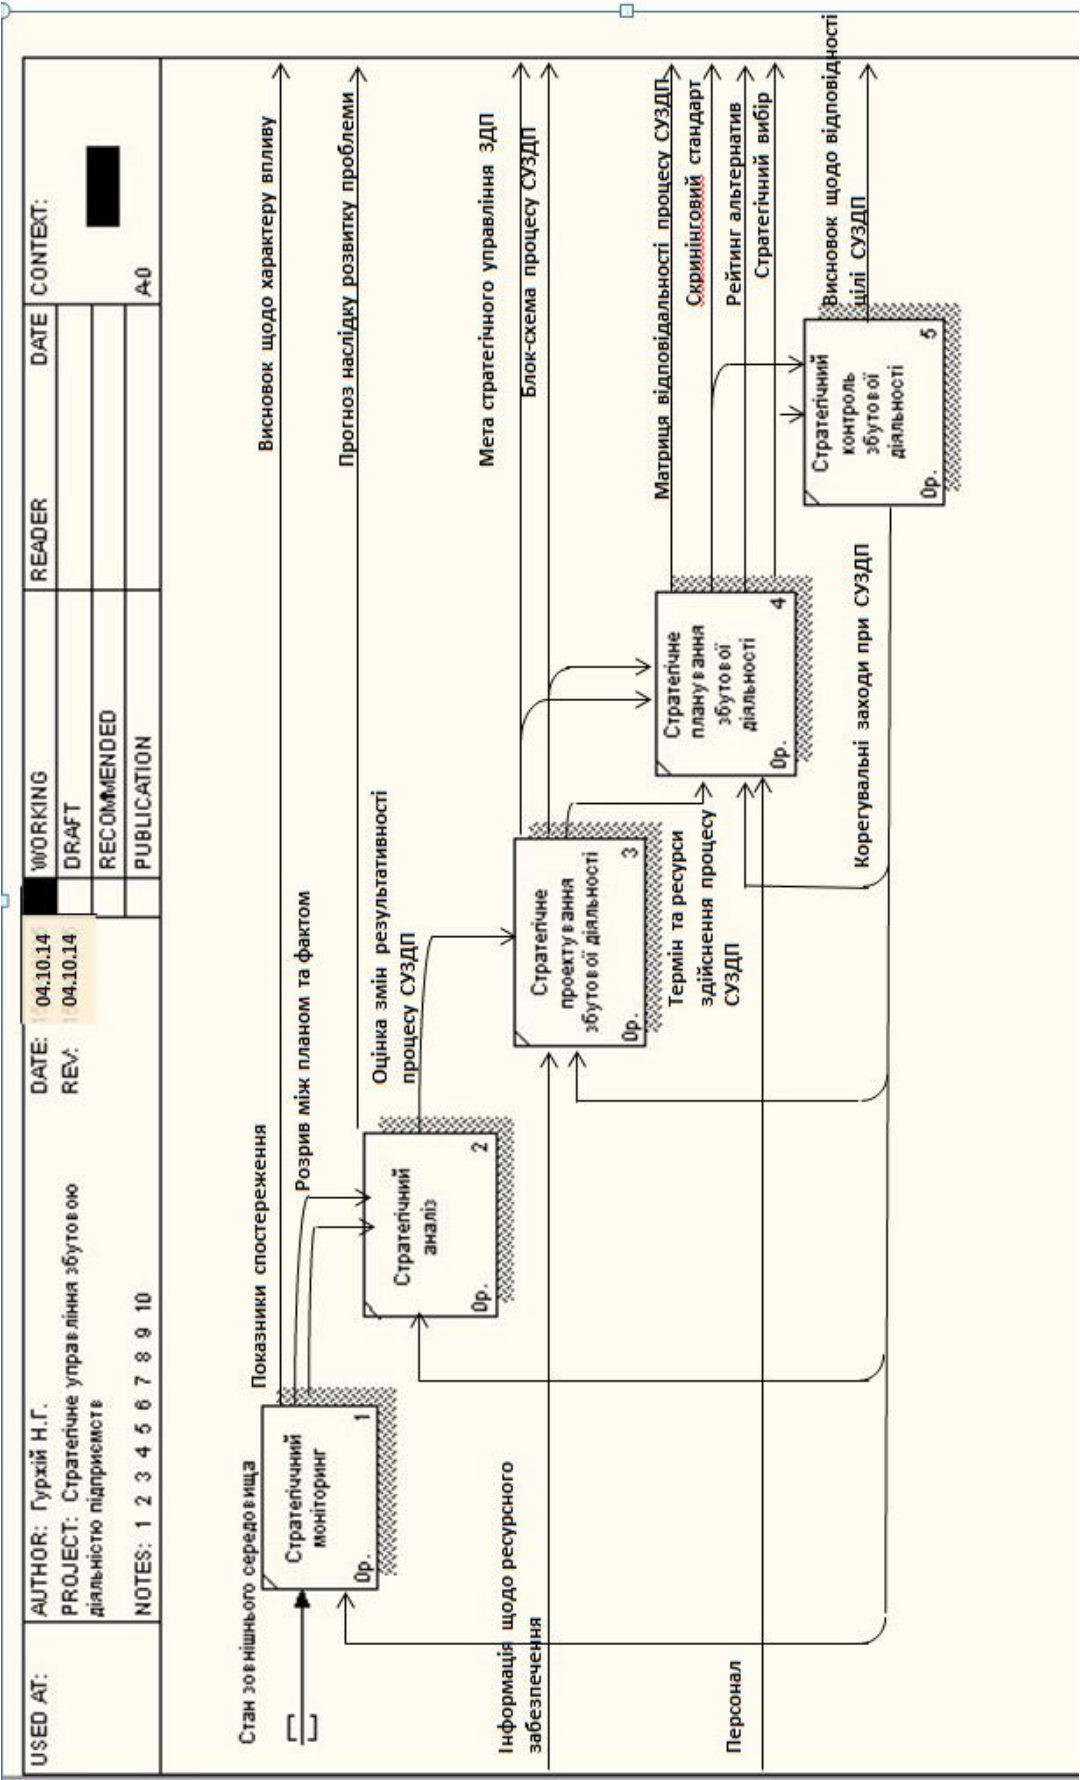 USED AT:
AUTHOR: Гуржій Н.Г.
DATE: 04.10.14
PROJECT: Стратегічне управління збутовою
діяльністю підприємств
REV: 04.10.14
NOTES: 1 2 3 4 5 6 7 8 9 10
WORKING
DRAFT
RECOMMENDED
PUBLICATION
READER
DATE
CONTEXT:
A-0
Стан зовнішнього середовища
Стратегіччний
моніторинг
0р.
1
Показники спостереження
Розрив між планом та фактом
Висновок щодо характеру впливу
Стратегічний
аналіз
0р.
2
Прогноз наслідку розвитку проблеми
Оцінка змін результативності
процесу СУЗДП
Інформація щодо ресурсного
забезпечення
Стратегічне
проектування
збутової діяльності
0р.
3
Мета стратегічного управління ЗДП
Блок-схема процесу СУЗДП
Термін та ресурси
здійснення процесу
СУЗДП
Персонал
Стратегічне
планування
збутової
діяльності
0р.
4
Матриця відповідальності процесу СУЗДП
Скринінговий стандарт
Рейтинг альтернатив
Стратегічний вибір
Стратегічний
контроль
збутової
діяльності
0р.
5
Висновок щодо відповідності
цілі СУЗДП
Корегувальні заходи при СУЗДП